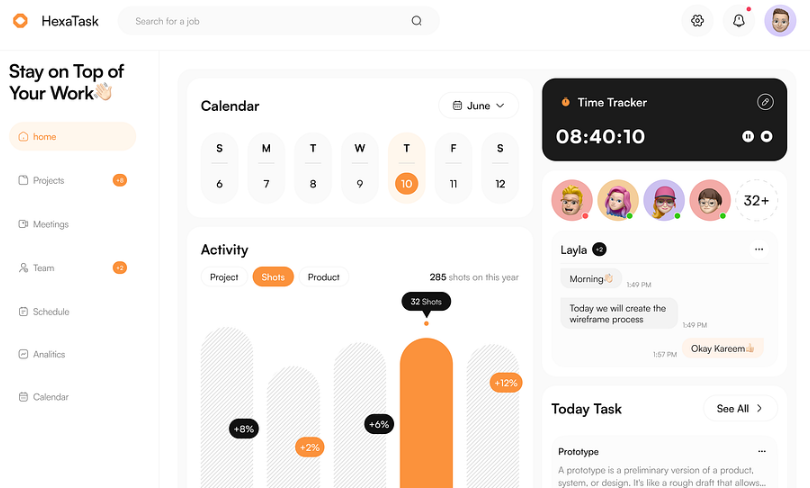 HexaTask
Search for a job
Stay on Top of
Your Work👋🏻
home
Projects
+8
Meetings
Team
+2
Schedule
Analitics
Calendar
Calendar
June
S M T W T F S
6 7 8 9 10 11 12
Activity
Project Shots Product
285 shots on this year
32 Shots
+8%
+2%
+6%
+12%
Time Tracker
08:40:10
32+
Layla +2
Morning👋🏻
1:49 PM
Today we will create the
wireframe process
1:49 PM
1:57 PM
Okay Kareem👍🏻
Today Task
See All
Prototype
A prototype is a preliminary version of a product,
system, or design. It's like a rough draft that allows...